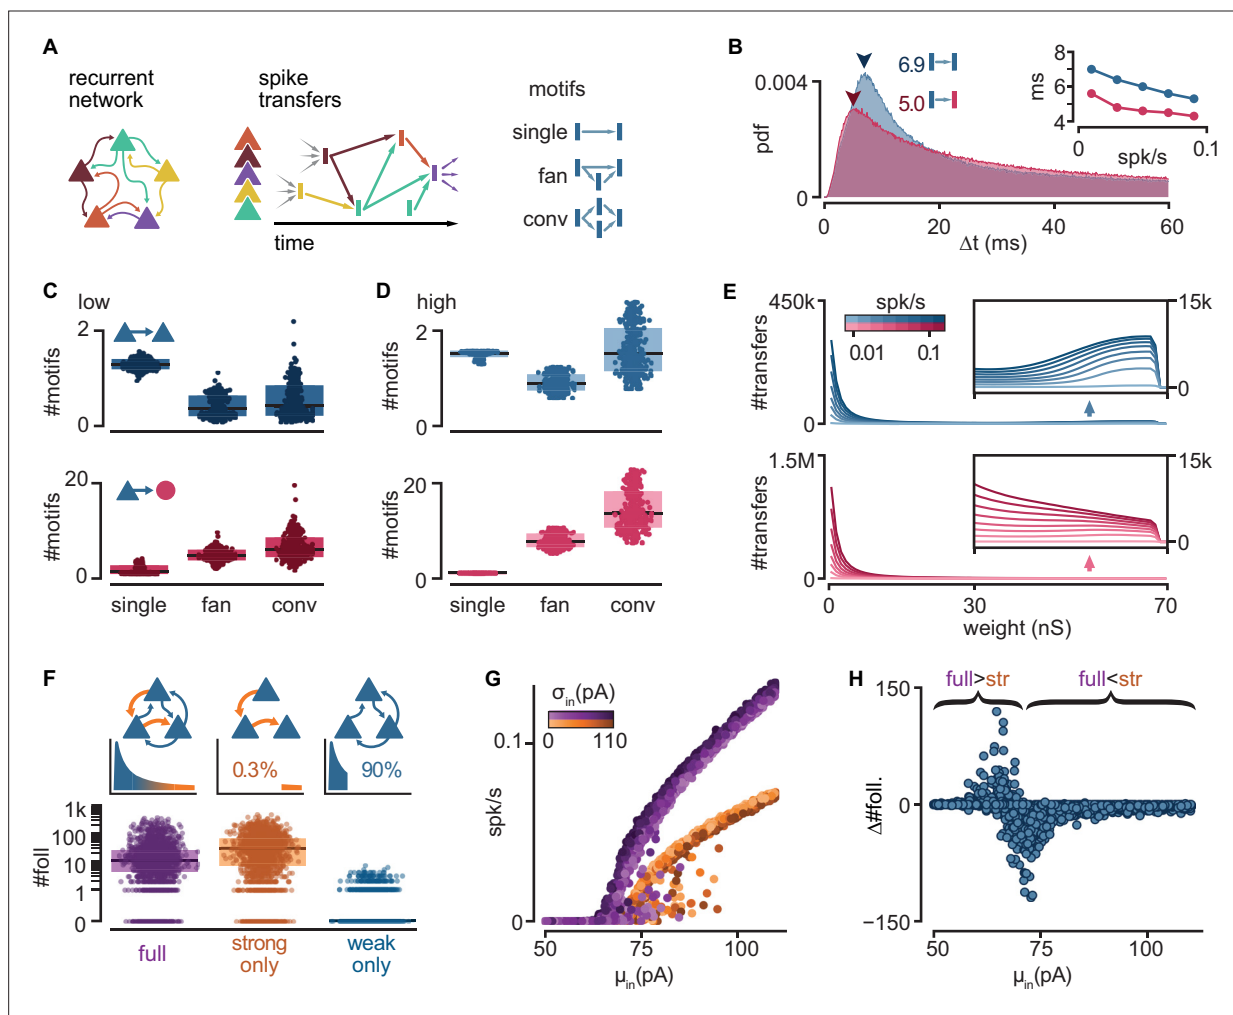 A
recurrent
network
spike
transfers
time
motifs
single
fan
conv
B
0.004
pdf
0
6.9
5.0
0
20
40
60
Δt (ms)
8
ms
4
spk/s
0.1
C
low
2
#motifs
0
20
#motifs
0
single
fan
conv
D
high
2
#motifs
0
20
#motifs
0
single
fan
conv
E
450k
#transfers
0
spk/s
0.01
0.1
15k
0
1.5M
#transfers
0
15k
0
0
30
70
weight (nS)
F
0.3%
90%
1k
100
10
1
0
#foll
full
strong
only
weak
only
G
σin(pA)
0
110
0.1
spk/s
0
50
75
100
μin(pA)
H
full>str
full<str
150
Δ#foll.
0
−150
50
75
100
μin(pA)